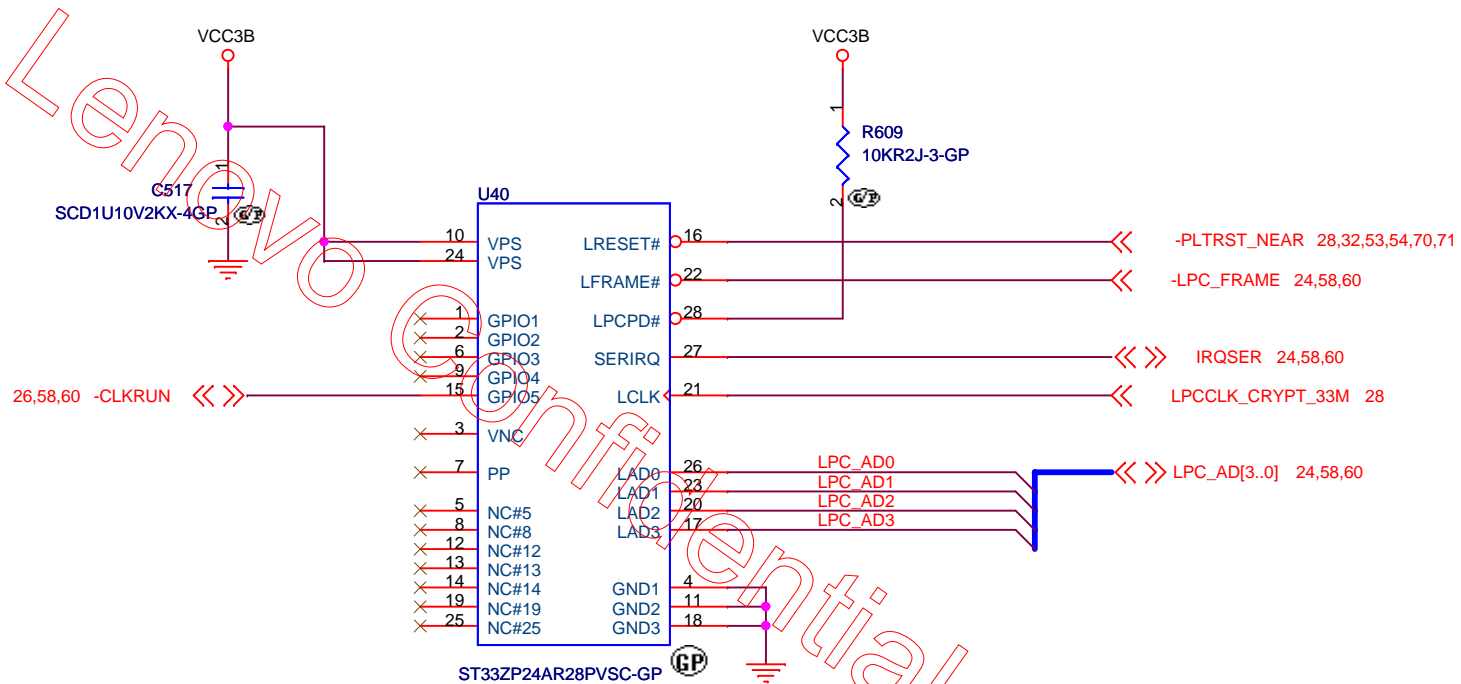 VCC3B
VCC3B
1
R609
10KR2J-3-GP
2
G/P
1
C517
SCD1U10V2KX-4GP
2
G/P
U40
10 VPS
24 VPS
1 GPIO1
2 GPIO2
6 GPIO3
9 GPIO4
26,58,60 -CLKRUN 15 GPIO5
3 VNC
7 PP
5 NC#5
8 NC#8
12 NC#12
13 NC#13
14 NC#14
19 NC#19
25 NC#25
LRESET# 16 -PLTRST_NEAR 28,32,53,54,70,71
LFRAME# 22 -LPC_FRAME 24,58,60
LPCPD# 28
SERIRQ 27 IRQSER 24,58,60
LCLK 21 LPCCLK_CRYPT_33M 28
LAD0 26 LPC_AD0
LAD1 23 LPC_AD1
LAD2 20 LPC_AD2
LAD3 17 LPC_AD3
LPC_AD[3..0] 24,58,60
GND1 4
GND2 11
GND3 18
ST33ZP24AR28PVSC-GP
GP
Lenovo Confidential